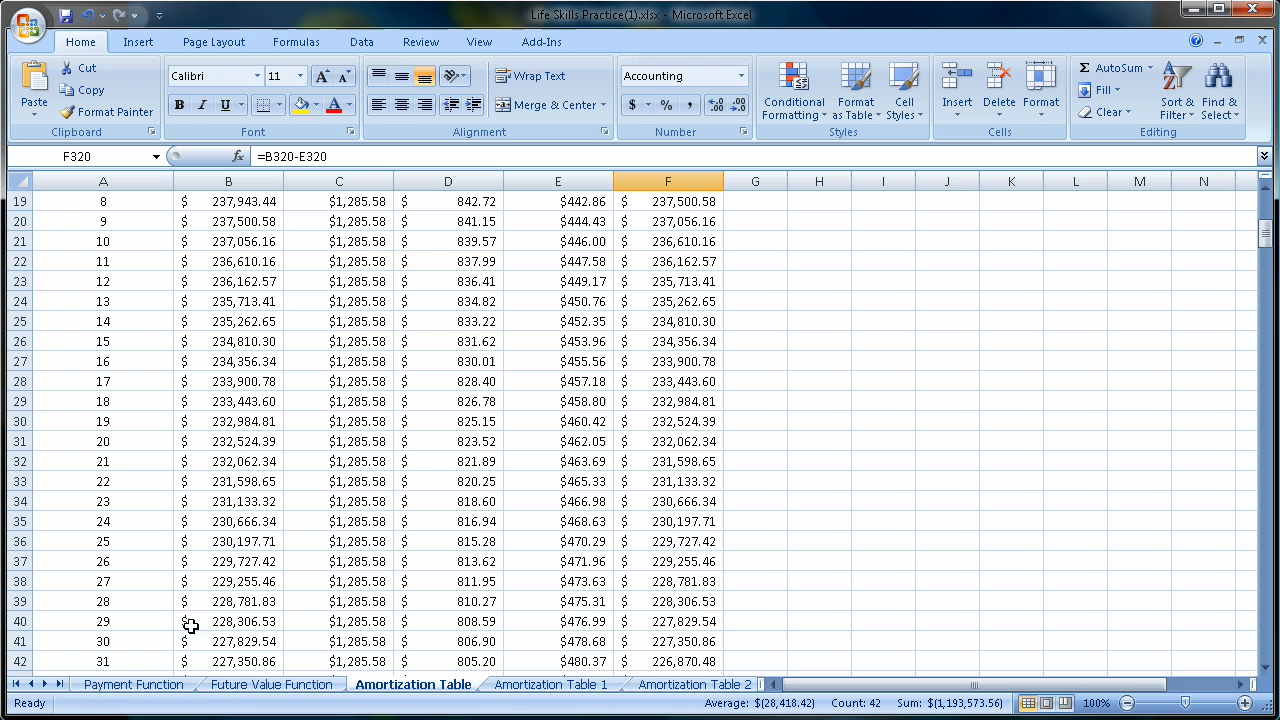 Life Skills Practice(1).xlsx - Microsoft Excel
Home Insert Page Layout Formulas Data Review View Add-Ins
Paste Cut Copy Format Painter Clipboard
Calibri 11 A A B I U A Font
Wrap Text Merge & Center Alignment
Accounting $ % , .0 .00 .00 .0 Number
Conditional Formatting Format as Table Cell Styles Styles
Insert Delete Format Cells
Σ AutoSum Fill Clear Sort & Filter Find & Select Editing
F320 fx =B320-E320
A B C D E F G H I J K L M N
19 8 $ 237,943.44 $1,285.58 $ 842.72 $442.86 $ 237,500.58
20 9 $ 237,500.58 $1,285.58 $ 841.15 $444.43 $ 237,056.16
21 10 $ 237,056.16 $1,285.58 $ 839.57 $446.00 $ 236,610.16
22 11 $ 236,610.16 $1,285.58 $ 837.99 $447.58 $ 236,162.57
23 12 $ 236,162.57 $1,285.58 $ 836.41 $449.17 $ 235,713.41
24 13 $ 235,713.41 $1,285.58 $ 834.82 $450.76 $ 235,262.65
25 14 $ 235,262.65 $1,285.58 $ 833.22 $452.35 $ 234,810.30
26 15 $ 234,810.30 $1,285.58 $ 831.62 $453.96 $ 234,356.34
27 16 $ 234,356.34 $1,285.58 $ 830.01 $455.56 $ 233,900.78
28 17 $ 233,900.78 $1,285.58 $ 828.40 $457.18 $ 233,443.60
29 18 $ 233,443.60 $1,285.58 $ 826.78 $458.80 $ 232,984.81
30 19 $ 232,984.81 $1,285.58 $ 825.15 $460.42 $ 232,524.39
31 20 $ 232,524.39 $1,285.58 $ 823.52 $462.05 $ 232,062.34
32 21 $ 232,062.34 $1,285.58 $ 821.89 $463.69 $ 231,598.65
33 22 $ 231,598.65 $1,285.58 $ 820.25 $465.33 $ 231,133.32
34 23 $ 231,133.32 $1,285.58 $ 818.60 $466.98 $ 230,666.34
35 24 $ 230,666.34 $1,285.58 $ 816.94 $468.63 $ 230,197.71
36 25 $ 230,197.71 $1,285.58 $ 815.28 $470.29 $ 229,727.42
37 26 $ 229,727.42 $1,285.58 $ 813.62 $471.96 $ 229,255.46
38 27 $ 229,255.46 $1,285.58 $ 811.95 $473.63 $ 228,781.83
39 28 $ 228,781.83 $1,285.58 $ 810.27 $475.31 $ 228,306.53
40 29 $ 228,306.53 $1,285.58 $ 808.59 $476.99 $ 227,829.54
41 30 $ 227,829.54 $1,285.58 $ 806.90 $478.68 $ 227,350.86
42 31 $ 227,350.86 $1,285.58 $ 805.20 $480.37 $ 226,870.48
Payment Function Future Value Function Amortization Table Amortization Table 1 Amortization Table 2
Ready Average: $(28,418.42) Count: 42 Sum: $(1,193,573.56) 100%